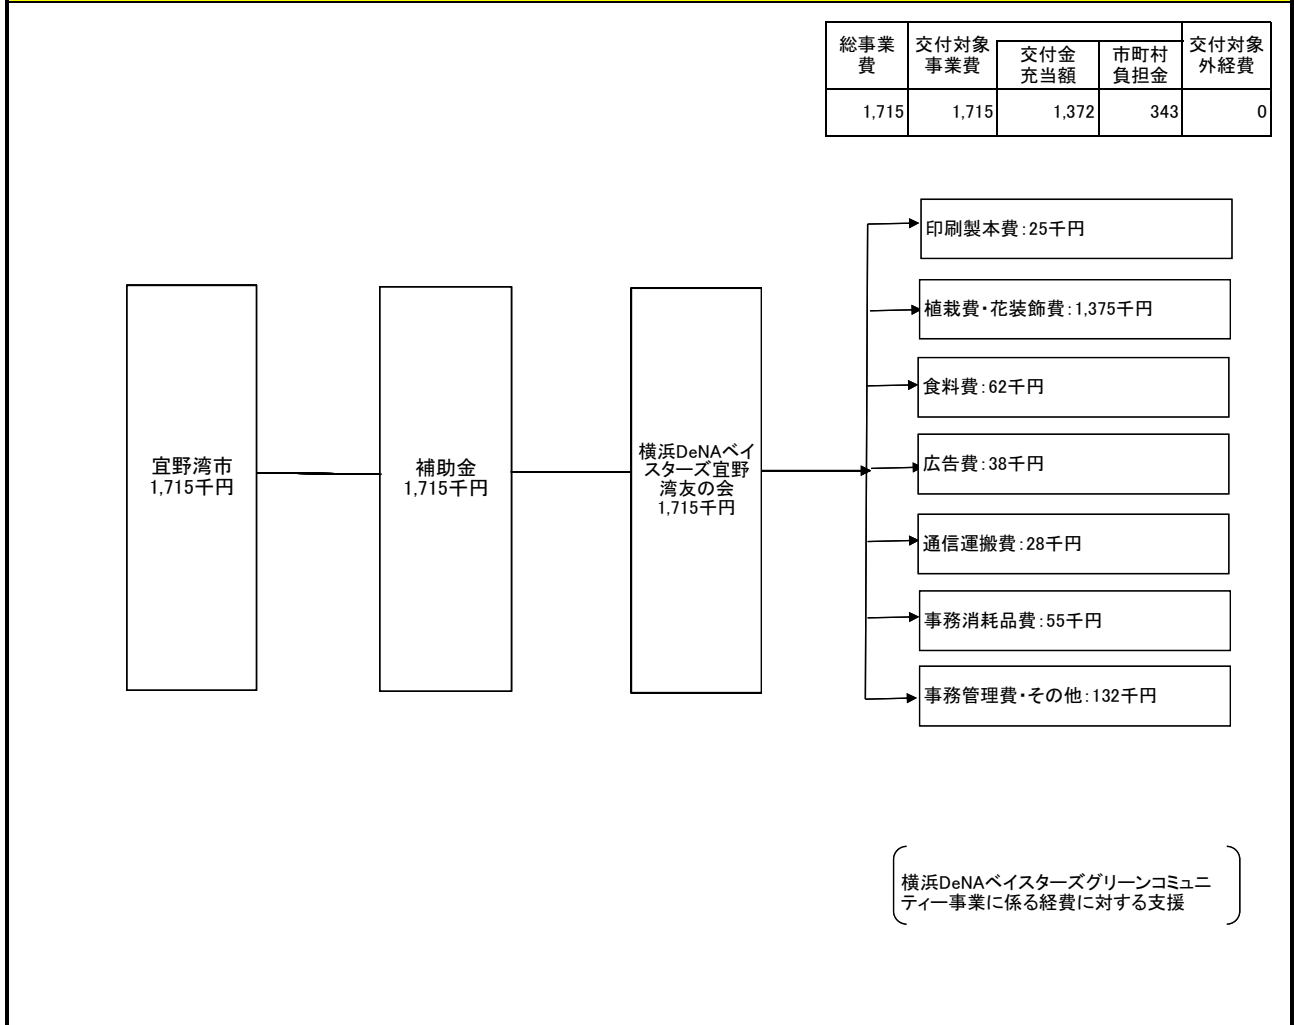 総事業
費
交付対象
事業費
交付金
充当額
市町村
負担金
交付対象
外経費
1,715
1,715
1,372
343
0
宜野湾市
1,715千円
補助金
1,715千円
横浜DeNAベイ
スターズ宜野
湾友の会
1,715千円
印刷製本費:25千円
植栽費・花装飾費:1,375千円
食料費:62千円
広告費:38千円
通信運搬費:28千円
事務消耗品費:55千円
事務管理費・その他:132千円
横浜DeNAベイスターズグリーンコミュニ
ティー事業に係る経費に対する支援